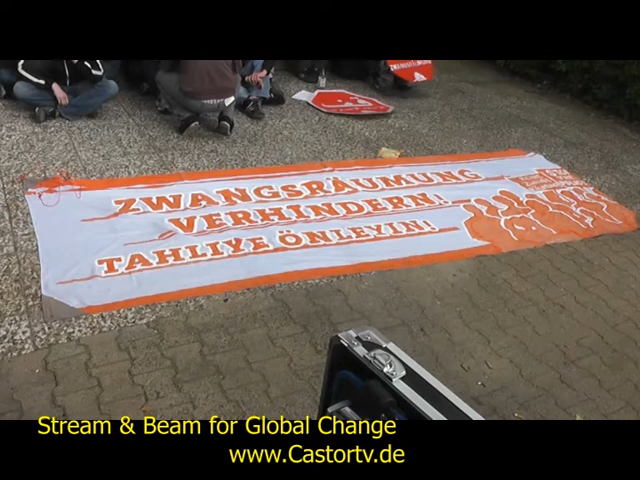 ZWANGSRÄUMUNG
VERHINDERN!
TAHLIYE ÖNLEYIN!
Stream & Beam for Global Change
www.Castortv.de